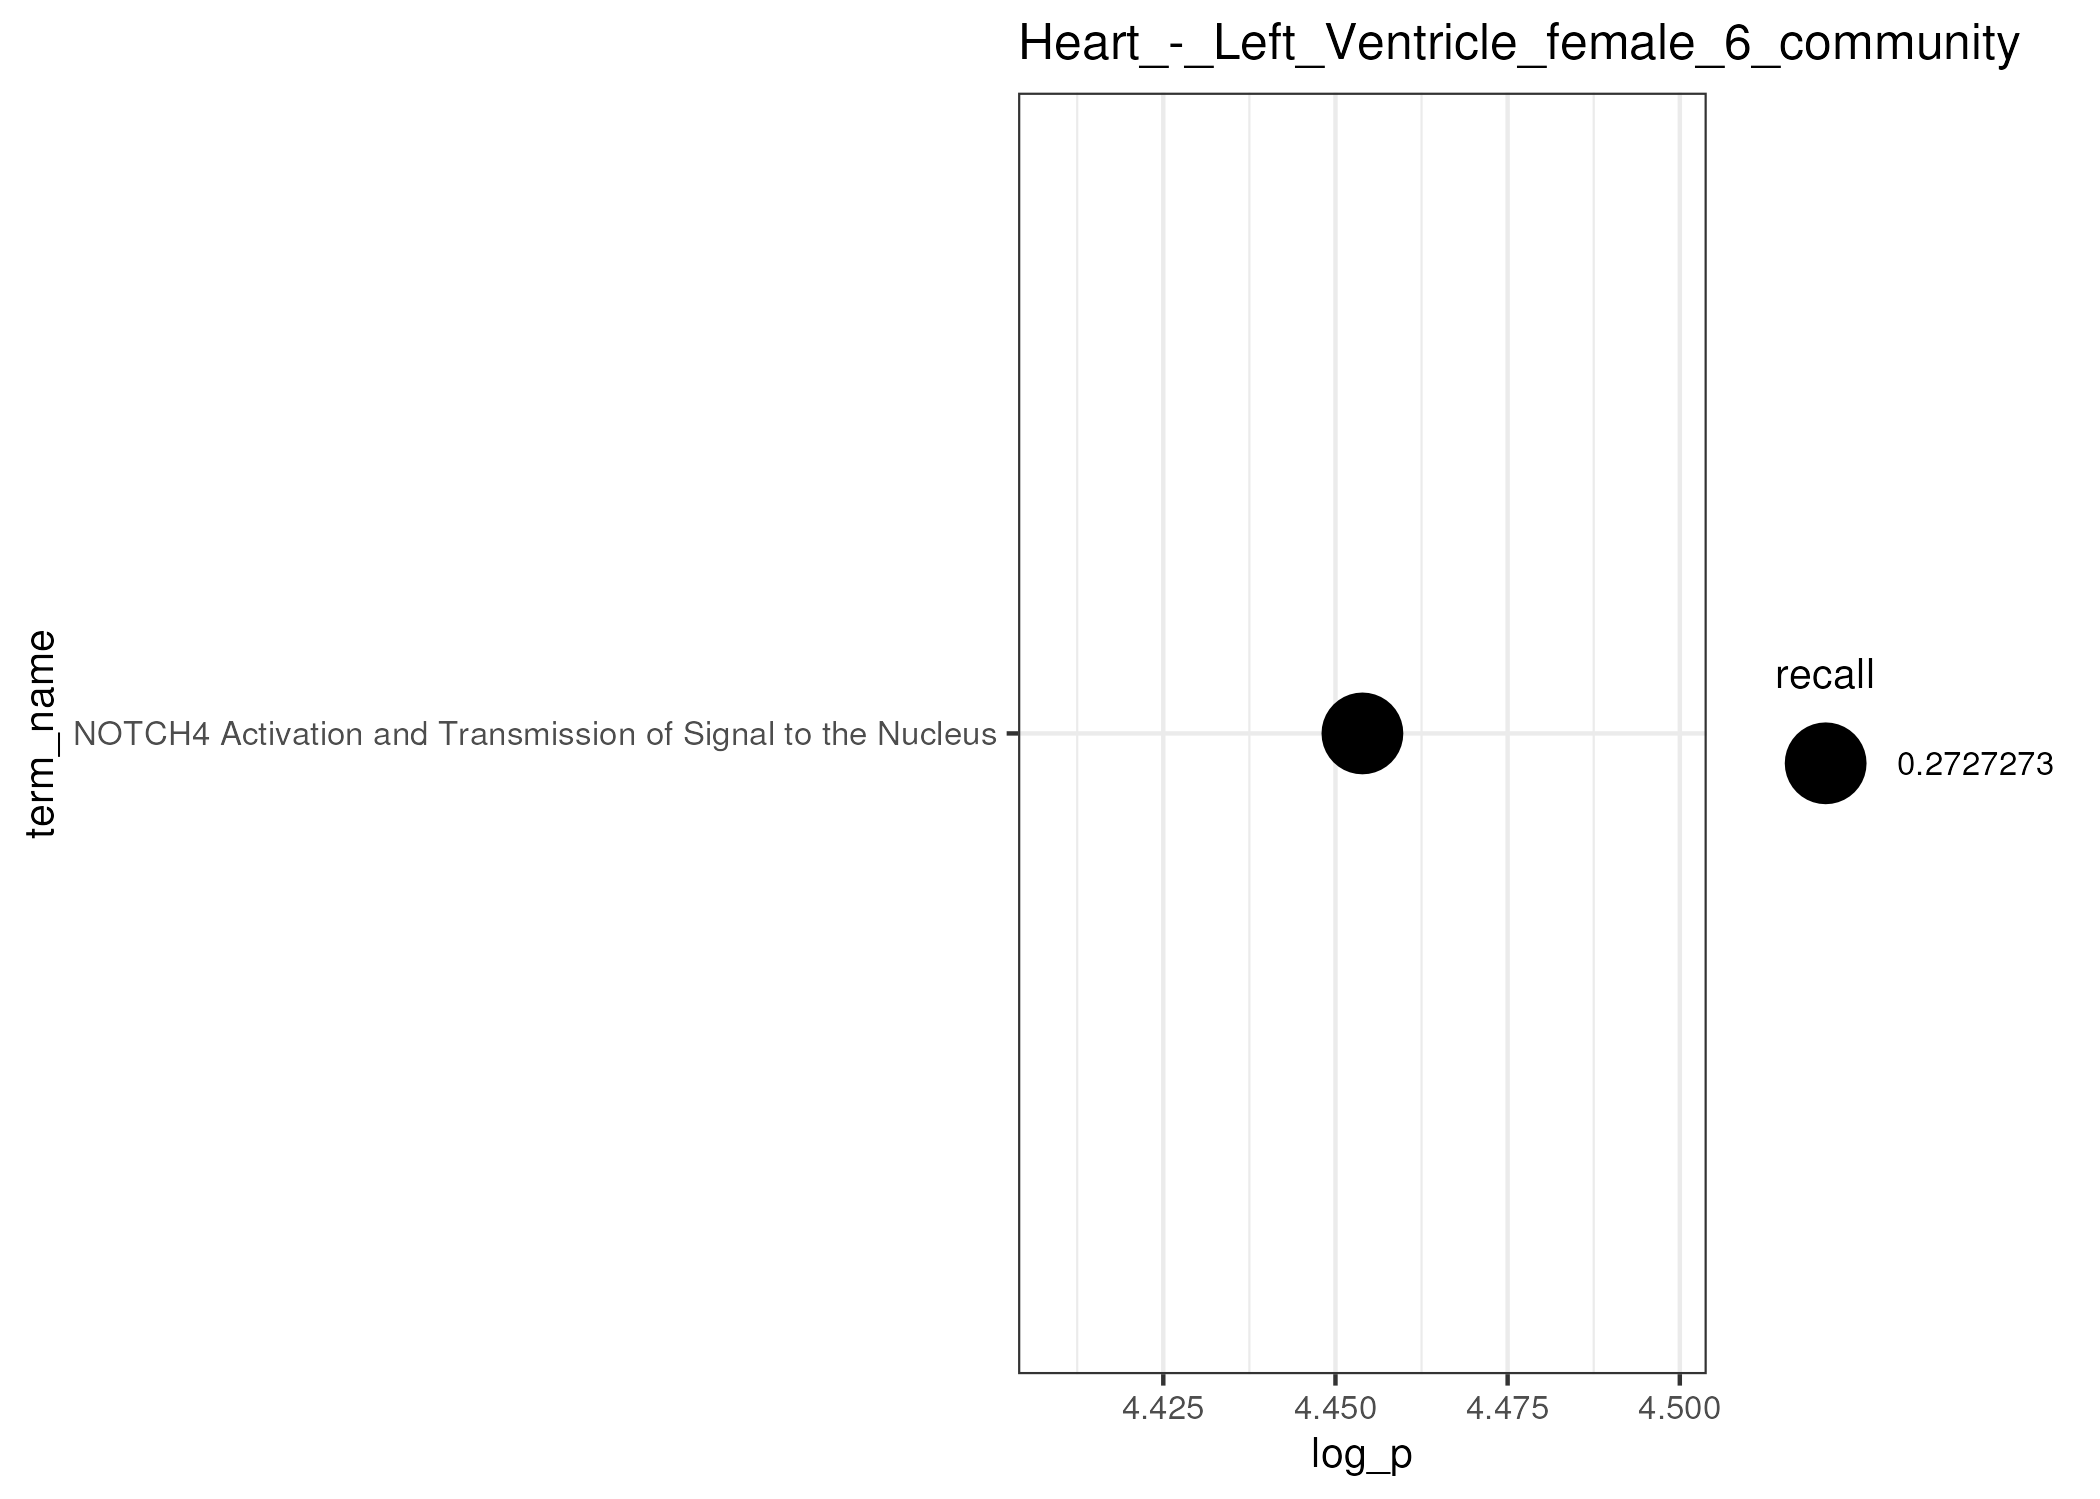 Heart_-_Left_Ventricle_female_6_community
term_name
NOTCH4 Activation and Transmission of Signal to the Nucleus
recall
0.2727273
4.425
4.450
4.475
4.500
log_p